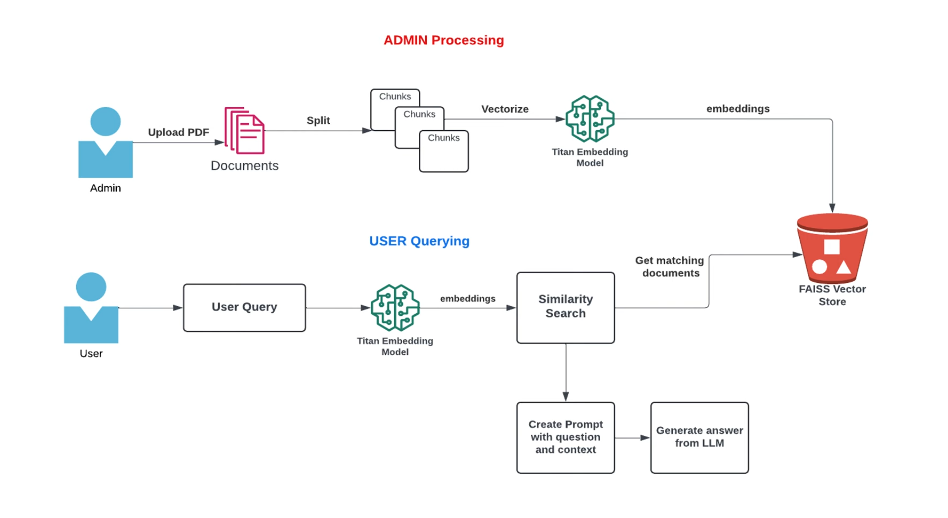 ADMIN Processing
Chunks
Chunks
Chunks
Upload PDF
Split
Vectorize
embeddings
Titan Embedding
Model
Documents
Admin
USER Querying
Get matching
documents
FAISS Vector
Store
User Query
embeddings
Similarity
Search
Titan Embedding
Model
User
Create Prompt
with question
and context
Generate answer
from LLM